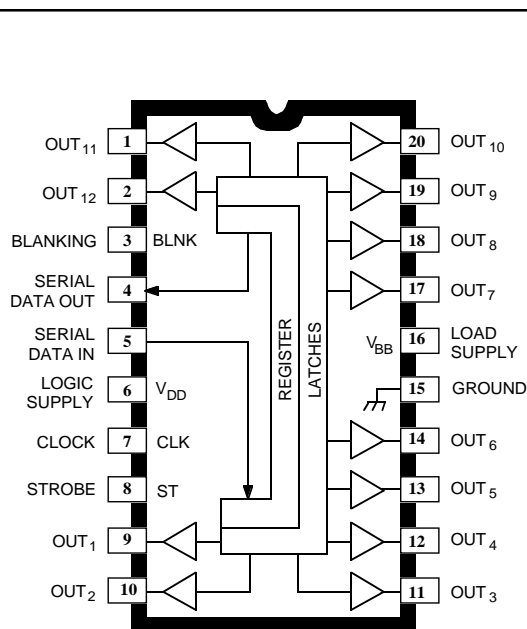 OUT11 1
OUT12 2
BLANKING 3 BLNK
SERIAL
DATA OUT 4
SERIAL
DATA IN 5
LOGIC
SUPPLY 6 VDD
CLOCK 7 CLK
STROBE 8 ST
OUT1 9
OUT2 10
REGISTER
LATCHES
20 OUT10
19 OUT9
18 OUT8
17 OUT7
VBB 16 LOAD
SUPPLY
15 GROUND
14 OUT6
13 OUT5
12 OUT4
11 OUT3